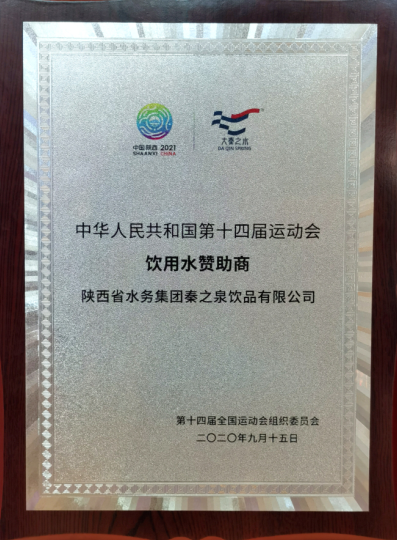 中国陕西 2021
SHAANXI CHINA
大秦之水
DA QIN SPRING
中华人民共和国第十四届运动会
饮用水赞助商
陕西省水务集团秦之泉饮品有限公司
第十四届全国运动会组织委员会
二〇二〇年九月十五日